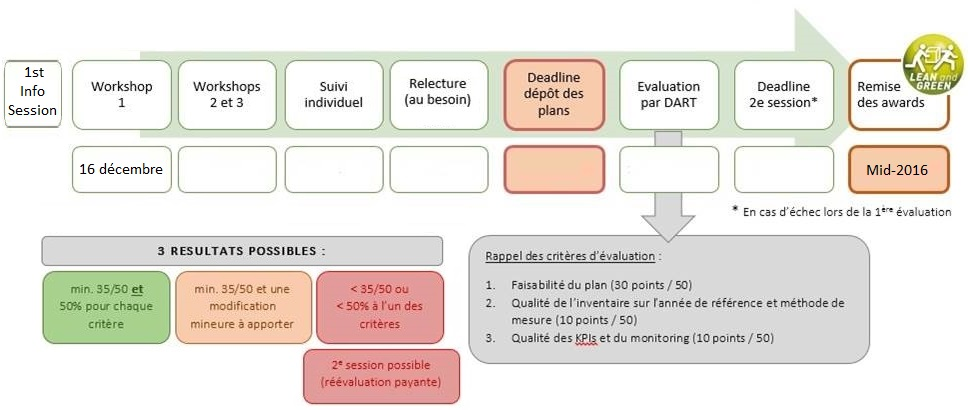 1st
Info
Session
Workshop
1
Workshops
2 et 3
Suivi
individuel
Relecture
(au besoin)
Deadline
dépôt des
plans
Evaluation
par DART
Deadline
2e session*
Remise
des awards
LEAN and
GREEN
16 décembre
Mid-2016
* En cas d'échec lors de la 1ère évaluation
3 RESULTATS POSSIBLES :
min. 35/50 et
50% pour chaque
critère
min. 35/50 et une
modification
mineure à apporter
< 35/50 ou
< 50% à l'un des
critères
2e session possible
(réévaluation payante)
Rappel des critères d'évaluation :
1. Faisabilité du plan (30 points / 50)
2. Qualité de l'inventaire sur l'année de référence et méthode de
mesure (10 points / 50)
3. Qualité des KPIs et du monitoring (10 points / 50)